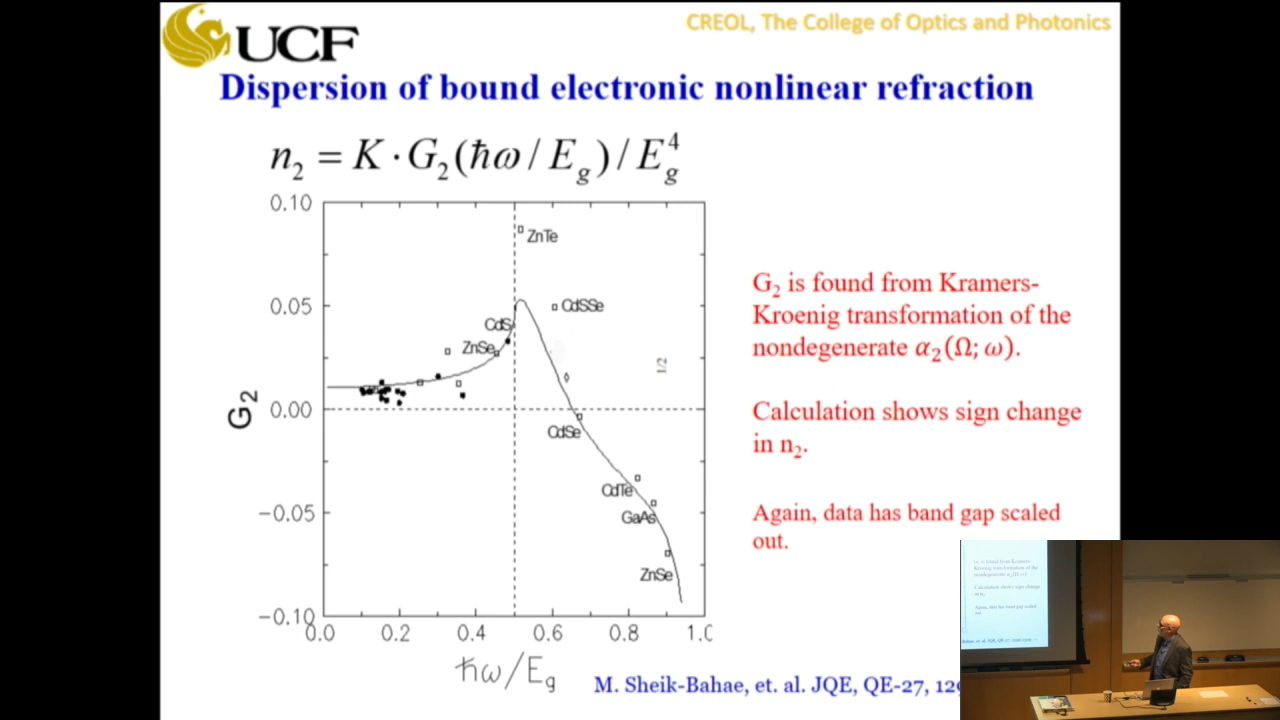 UCF
CREOL, The College of Optics and Photonics
Dispersion of bound electronic nonlinear refraction
n₂ = K · G₂(ħω / E_g) / E_g⁴
0.10
0.05
0.00
−0.05
−0.10
G₂
ZnTe
CdSSe
CdS
ZnSe
1/2
CdSe
CdTe
GaAs
ZnSe
0.0 0.2 0.4 0.6 0.8 1.0
ħω/E_g
G₂ is found from Kramers-
Kroenig transformation of the
nondegenerate α₂(Ω; ω).
Calculation shows sign change
in n₂.
Again, data has band gap scaled
out.
M. Sheik-Bahae, et. al. JQE, QE-27,